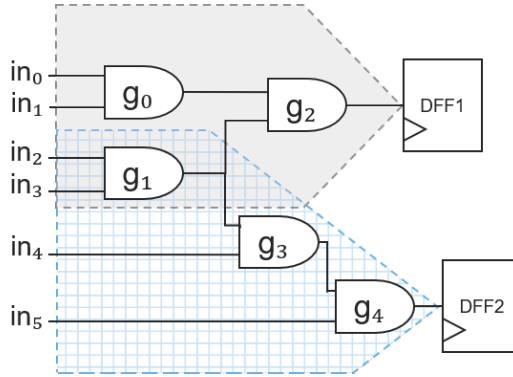 in₀
in₁
g₀
g₂
DFF1
in₂
in₃
g₁
in₄
g₃
in₅
g₄
DFF2